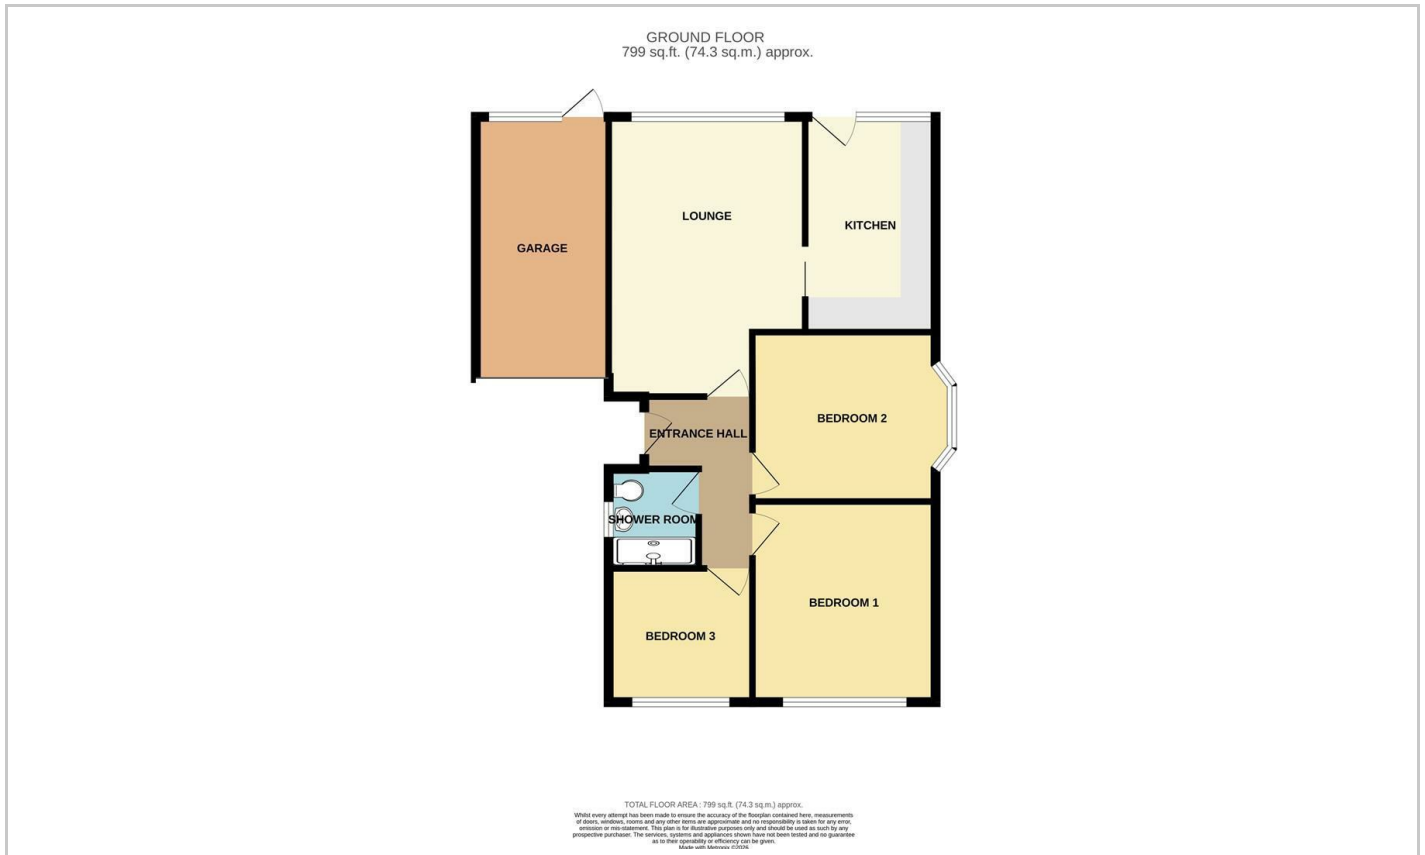 GROUND FLOOR
799 sq.ft. (74.3 sq.m.) approx.
LOUNGE
KITCHEN
GARAGE
BEDROOM 2
ENTRANCE HALL
SHOWER ROOM
BEDROOM 1
BEDROOM 3
TOTAL FLOOR AREA : 799 sq.ft. (74.3 sq.m.) approx.
Whilst every attempt has been made to ensure the accuracy of the floorplan contained here, measurements
of doors, windows, rooms and any other items are approximate and no responsibility is taken for any error,
omission or mis-statement. This plan is for illustrative purposes only and should be used as such by any
prospective purchaser. The services, systems and appliances shown have not been tested and no guarantee
as to their operability or efficiency can be given.
Made with Metropix ©2026